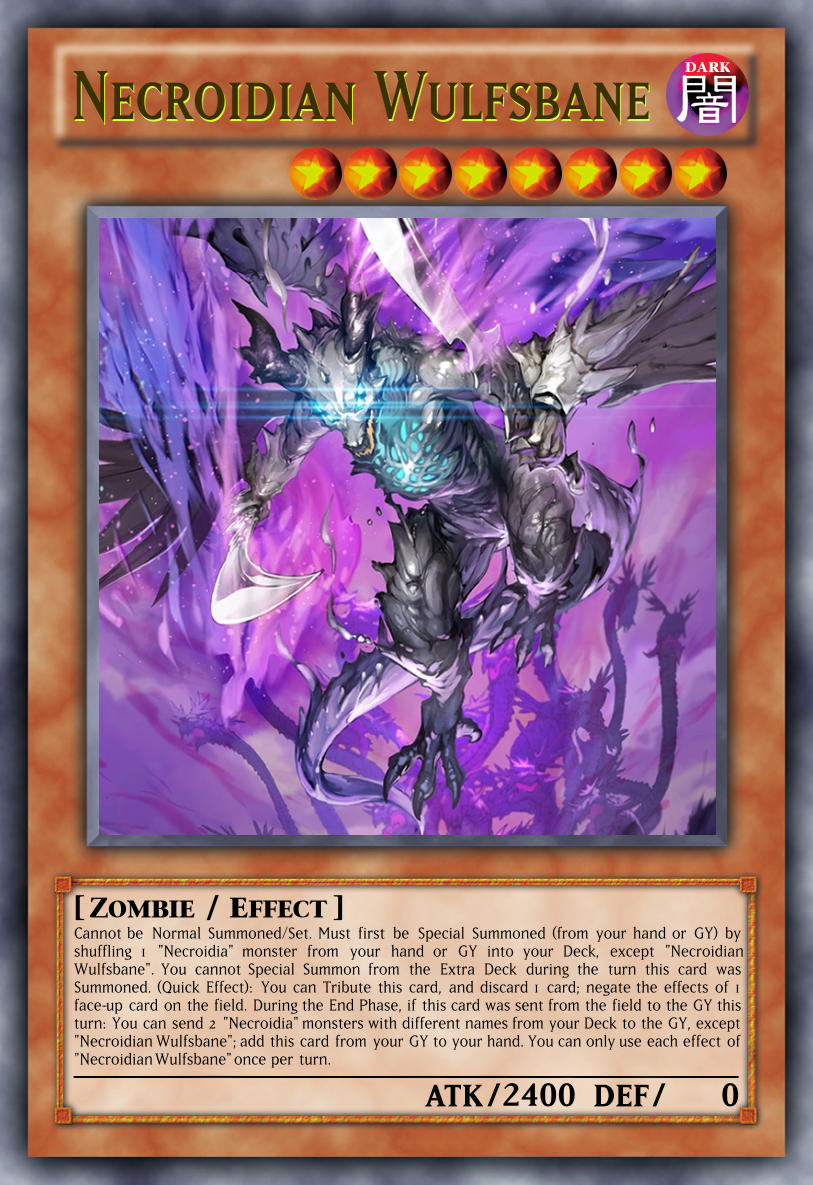 Necroidian Wulfsbane
DARK
闇
[ Zombie / Effect ]
Cannot be Normal Summoned/Set. Must first be Special Summoned (from your hand or GY) by
shuffling 1 "Necroidia" monster from your hand or GY into your Deck, except "Necroidian
Wulfsbane". You cannot Special Summon from the Extra Deck during the turn this card was
Summoned. (Quick Effect): You can Tribute this card, and discard 1 card; negate the effects of 1
face-up card on the field. During the End Phase, if this card was sent from the field to the GY this
turn: You can send 2 "Necroidia" monsters with different names from your Deck to the GY, except
"Necroidian Wulfsbane"; add this card from your GY to your hand. You can only use each effect of
"Necroidian Wulfsbane" once per turn.
ATK/2400 DEF/ 0